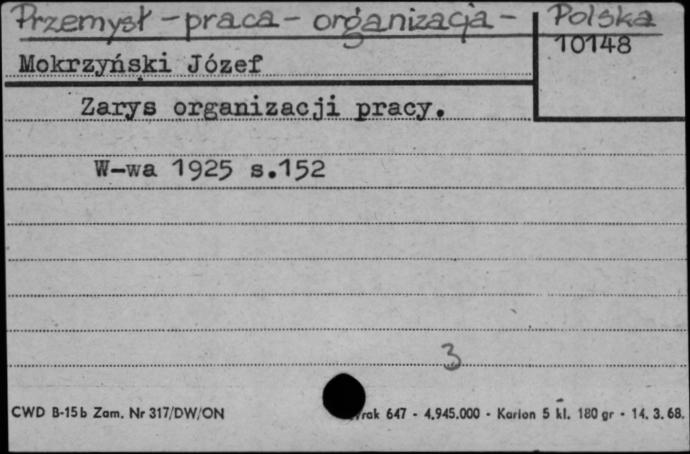 Przemysł - praca - organizacja - Polska
10148
Mokrzyński Józef
Zarys organizacji pracy.
W-wa 1925 s.152
3
CWD B-15b Zam. Nr 317/DW/ON rak 647 - 4.945.000 - Karton 5 kl. 180 gr - 14. 3. 68.